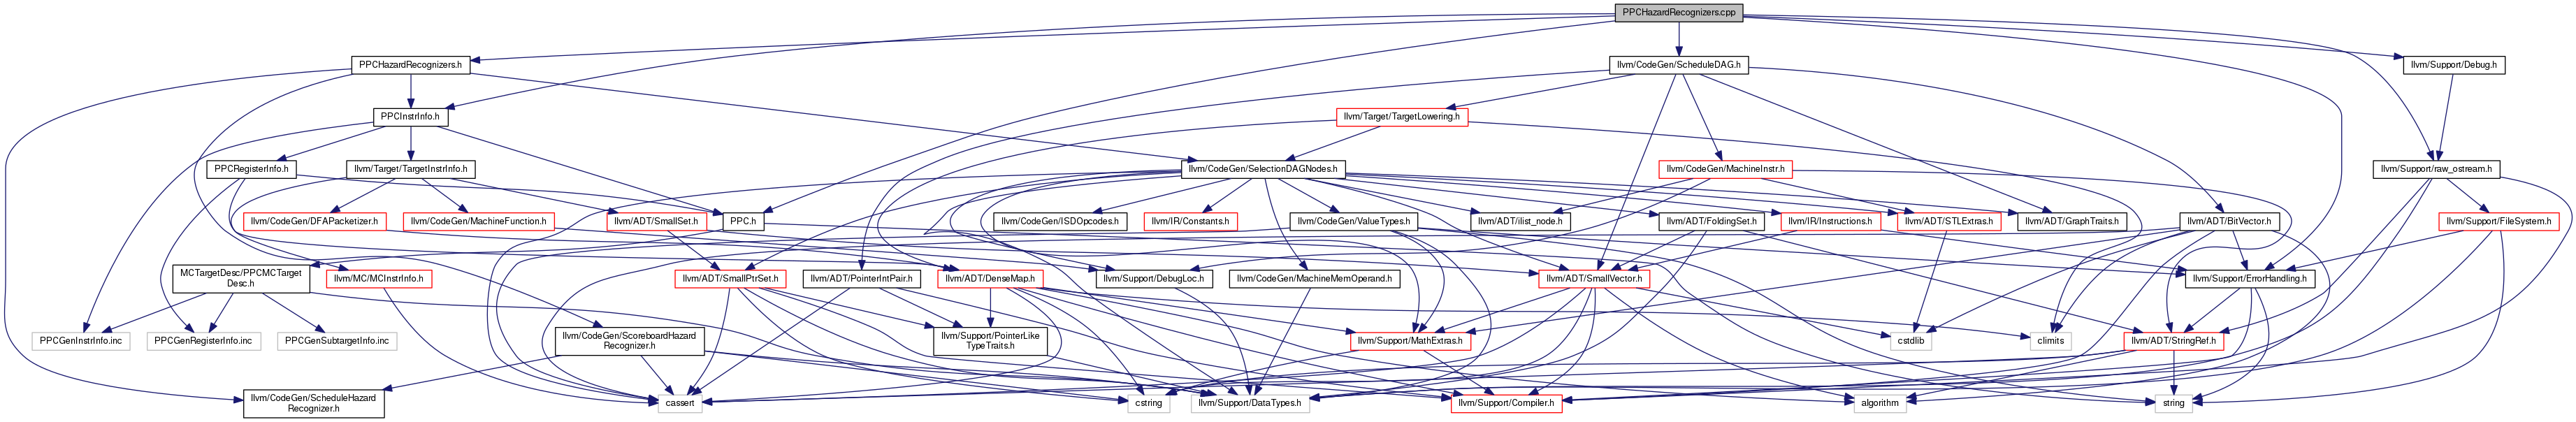 PPCHazardRecognizers.cpp
PPCHazardRecognizers.h
llvm/CodeGen/ScheduleDAG.h
llvm/Support/Debug.h
PPCInstrInfo.h
llvm/Target/TargetLowering.h
PPCRegisterInfo.h
llvm/Target/TargetInstrInfo.h
llvm/CodeGen/SelectionDAGNodes.h
llvm/CodeGen/MachineInstr.h
llvm/Support/raw_ostream.h
llvm/CodeGen/DFAPacketizer.h
llvm/CodeGen/MachineFunction.h
llvm/ADT/SmallSet.h
PPC.h
llvm/CodeGen/ISDOpcodes.h
llvm/IR/Constants.h
llvm/CodeGen/ValueTypes.h
llvm/ADT/ilist_node.h
llvm/ADT/FoldingSet.h
llvm/IR/Instructions.h
llvm/ADT/STLExtras.h
llvm/ADT/GraphTraits.h
llvm/ADT/BitVector.h
llvm/Support/FileSystem.h
MCTargetDesc/PPCMCTarget
Desc.h
llvm/MC/MCInstrInfo.h
llvm/ADT/SmallPtrSet.h
llvm/ADT/PointerIntPair.h
llvm/ADT/DenseMap.h
llvm/Support/DebugLoc.h
llvm/CodeGen/MachineMemOperand.h
llvm/ADT/SmallVector.h
llvm/Support/ErrorHandling.h
PPCGenInstrInfo.inc
PPCGenRegisterInfo.inc
PPCGenSubtargetInfo.inc
llvm/CodeGen/ScoreboardHazard
Recognizer.h
llvm/Support/PointerLike
TypeTraits.h
llvm/Support/MathExtras.h
cstdlib
climits
llvm/ADT/StringRef.h
llvm/CodeGen/ScheduleHazard
Recognizer.h
cassert
cstring
llvm/Support/DataTypes.h
llvm/Support/Compiler.h
algorithm
string